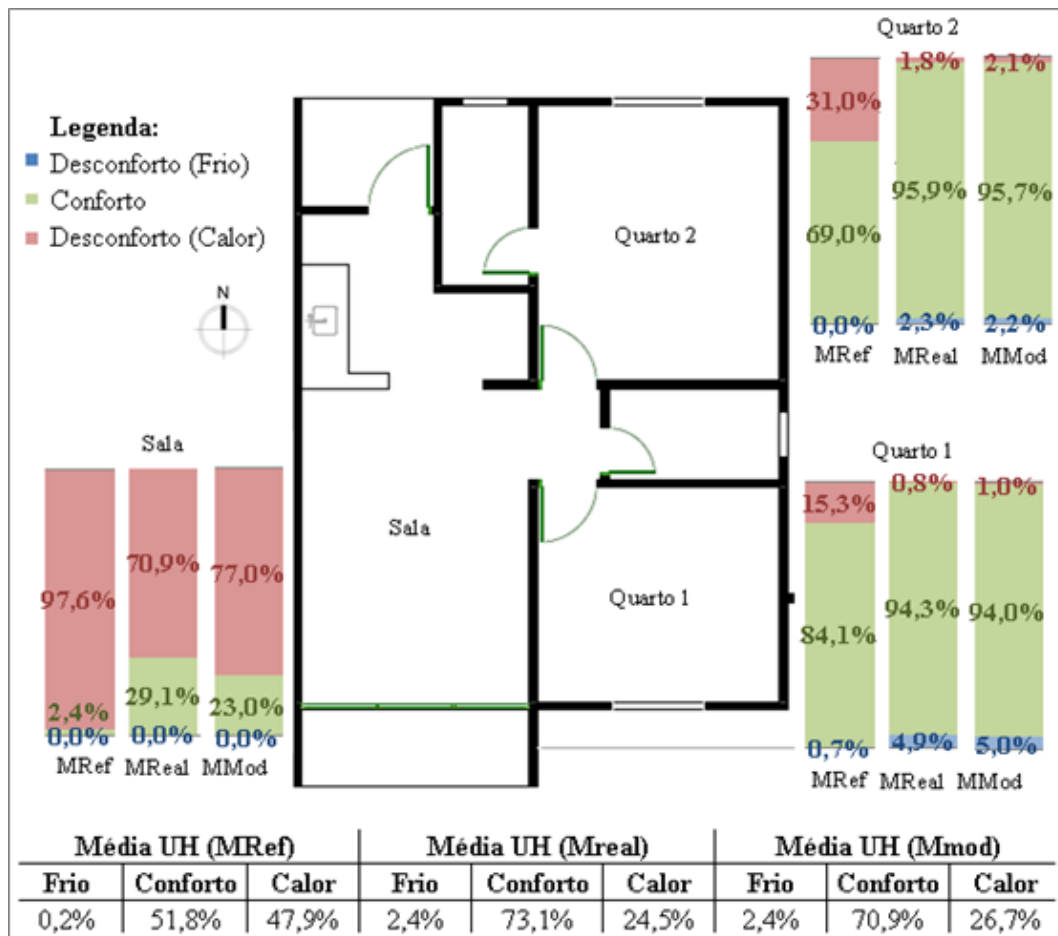 Quarto 2
1,8%
2,1%
31,0%
95,9%
95,7%
69,0%
0,0%
2,3%
2,2%
MRef
MReal
MMod
Legenda:
Desconforto (Frio)
Conforto
Desconforto (Calor)
N
Quarto 2
Sala
Quarto 1
Sala
97,6%
70,9%
77,0%
2,4%
29,1%
23,0%
0,0%
0,0%
0,0%
MRef
MReal
MMod
Quarto 1
15,3%
0,8%
1,0%
84,1%
94,3%
94,0%
0,7%
4,9%
5,0%
MRef
MReal
MMod
Média UH (MRef) Média UH (Mreal) Média UH (Mmod)
Frio Conforto Calor Frio Conforto Calor Frio Conforto Calor
0,2% 51,8% 47,9% 2,4% 73,1% 24,5% 2,4% 70,9% 26,7%